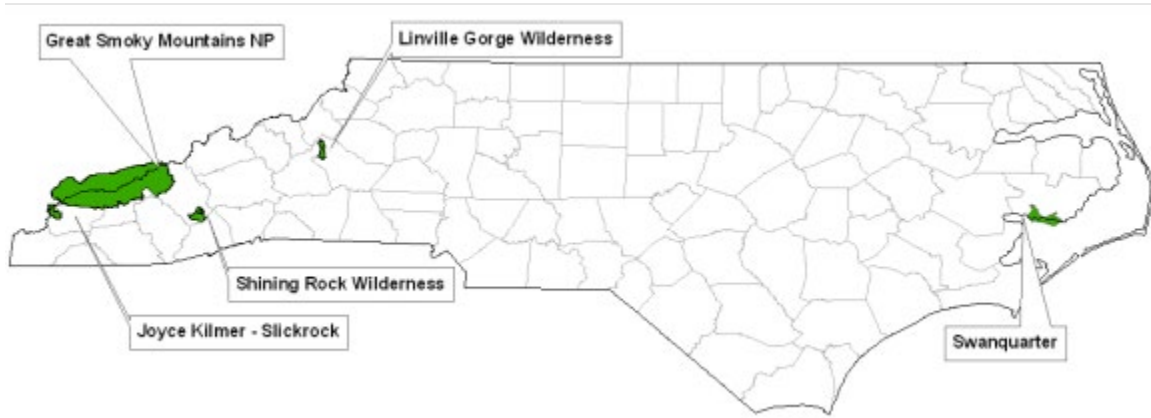 Great Smoky Mountains NP
Linville Gorge Wilderness
Shining Rock Wilderness
Joyce Kilmer - Slickrock
Swanquarter